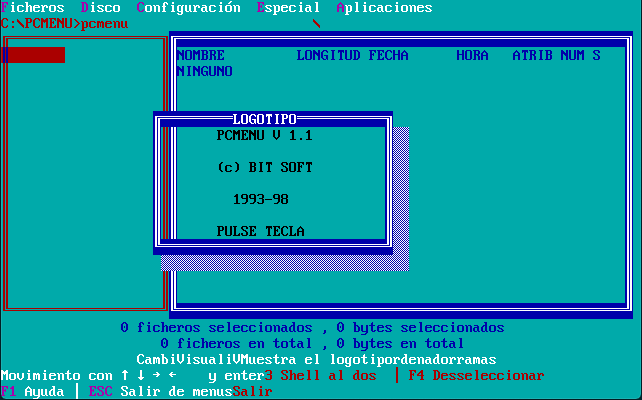 Ficheros Disco Configuración Especial Aplicaciones
C:\PCMENU>pcmenu \
NOMBRE LONGITUD FECHA HORA ATRIB NUM S
NINGUNO
LOGOTIPO
PCMENU V 1.1
(c) BIT SOFT
1993-98
PULSE TECLA
0 ficheros seleccionados , 0 bytes seleccionados
0 ficheros en total , 0 bytes en total
CambiVisualiVMuestra el logotipordenadorramas
Movimiento con ↑ ↓ → ← y enter3 Shell al dos | F4 Desseleccionar
F1 Ayuda | ESC Salir de menusSalir